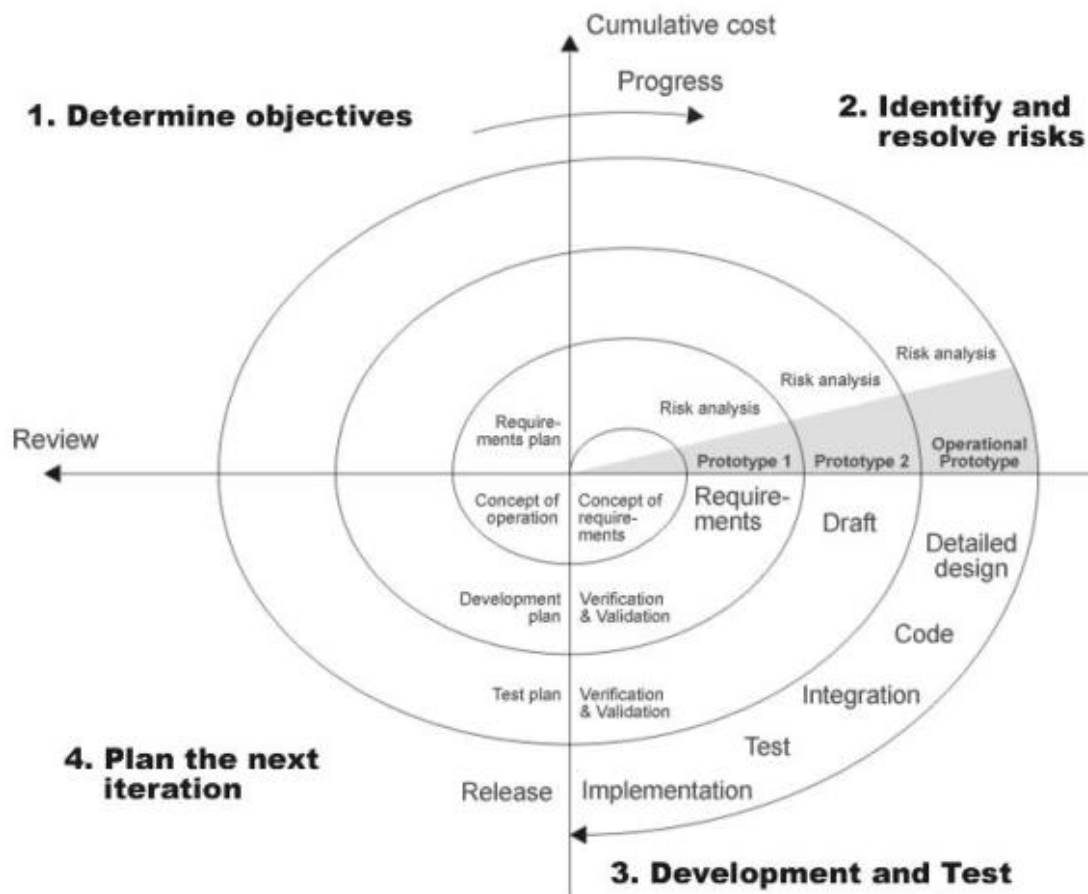 Cumulative cost
Progress
1. Determine objectives
2. Identify and
resolve risks
Risk analysis
Risk analysis
Risk analysis
Require-
ments plan
Review
Prototype 1
Prototype 2
Operational
Prototype
Concept of
operation
Concept of
require-
ments
Require-
ments
Draft
Detailed
design
Development
plan
Verification
& Validation
Code
Test plan
Verification
& Validation
Integration
Test
4. Plan the next
iteration
Release
Implementation
3. Development and Test